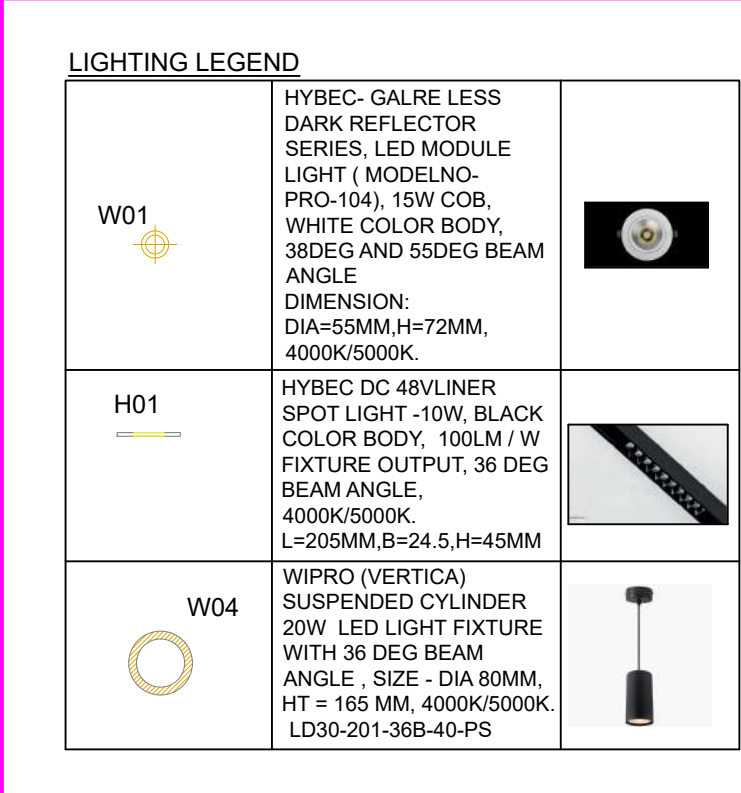 LIGHTING LEGEND
W01
HYBEC- GALRE LESS
DARK REFLECTOR
SERIES, LED MODULE
LIGHT ( MODELNO-
PRO-104), 15W COB,
WHITE COLOR BODY,
38DEG AND 55DEG BEAM
ANGLE
DIMENSION:
DIA=55MM,H=72MM,
4000K/5000K.
H01
HYBEC DC 48VLINER
SPOT LIGHT -10W, BLACK
COLOR BODY,  100LM / W
FIXTURE OUTPUT, 36 DEG
BEAM ANGLE,
4000K/5000K.
L=205MM,B=24.5,H=45MM
W04
WIPRO (VERTICA)
SUSPENDED CYLINDER
20W  LED LIGHT FIXTURE
WITH 36 DEG BEAM
ANGLE , SIZE - DIA 80MM,
HT = 165 MM, 4000K/5000K.
LD30-201-36B-40-PS